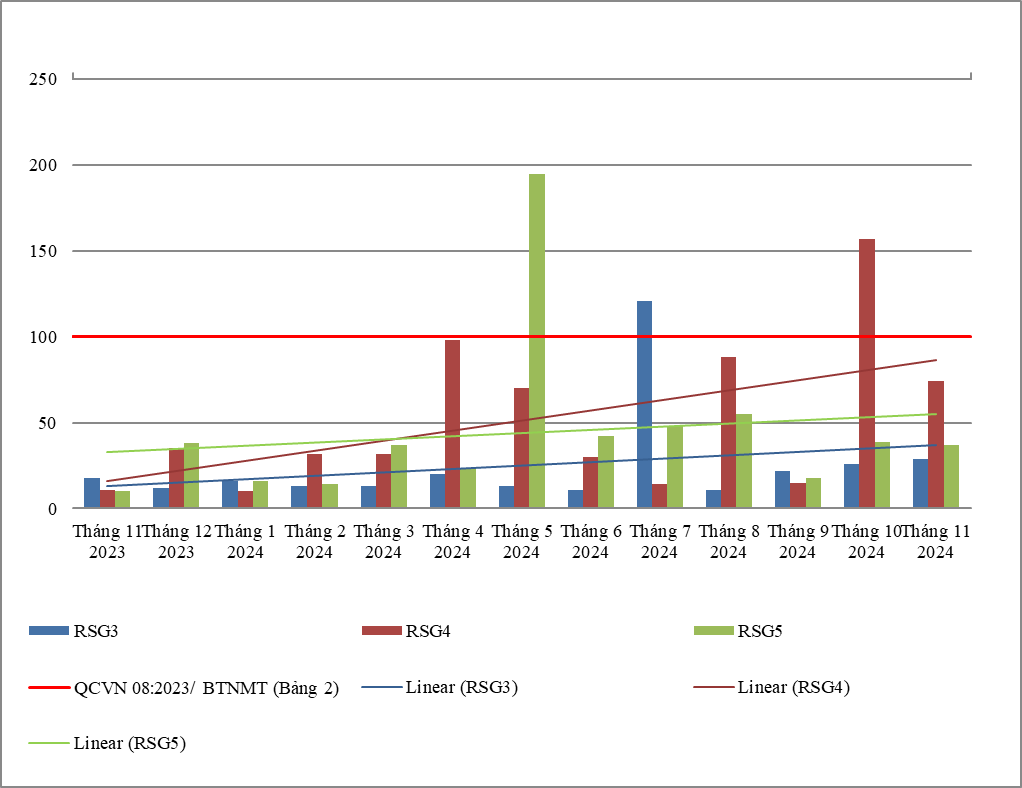 250
200
150
100
50
0
Tháng 11 Tháng 12 Tháng 1 Tháng 2 Tháng 3 Tháng 4 Tháng 5 Tháng 6 Tháng 7 Tháng 8 Tháng 9 Tháng 10 Tháng 11
2023 2023 2024 2024 2024 2024 2024 2024 2024 2024 2024 2024 2024
RSG3 RSG4 RSG5
QCVN 08:2023/ BTNMT (Bảng 2) Linear (RSG3) Linear (RSG4)
Linear (RSG5)